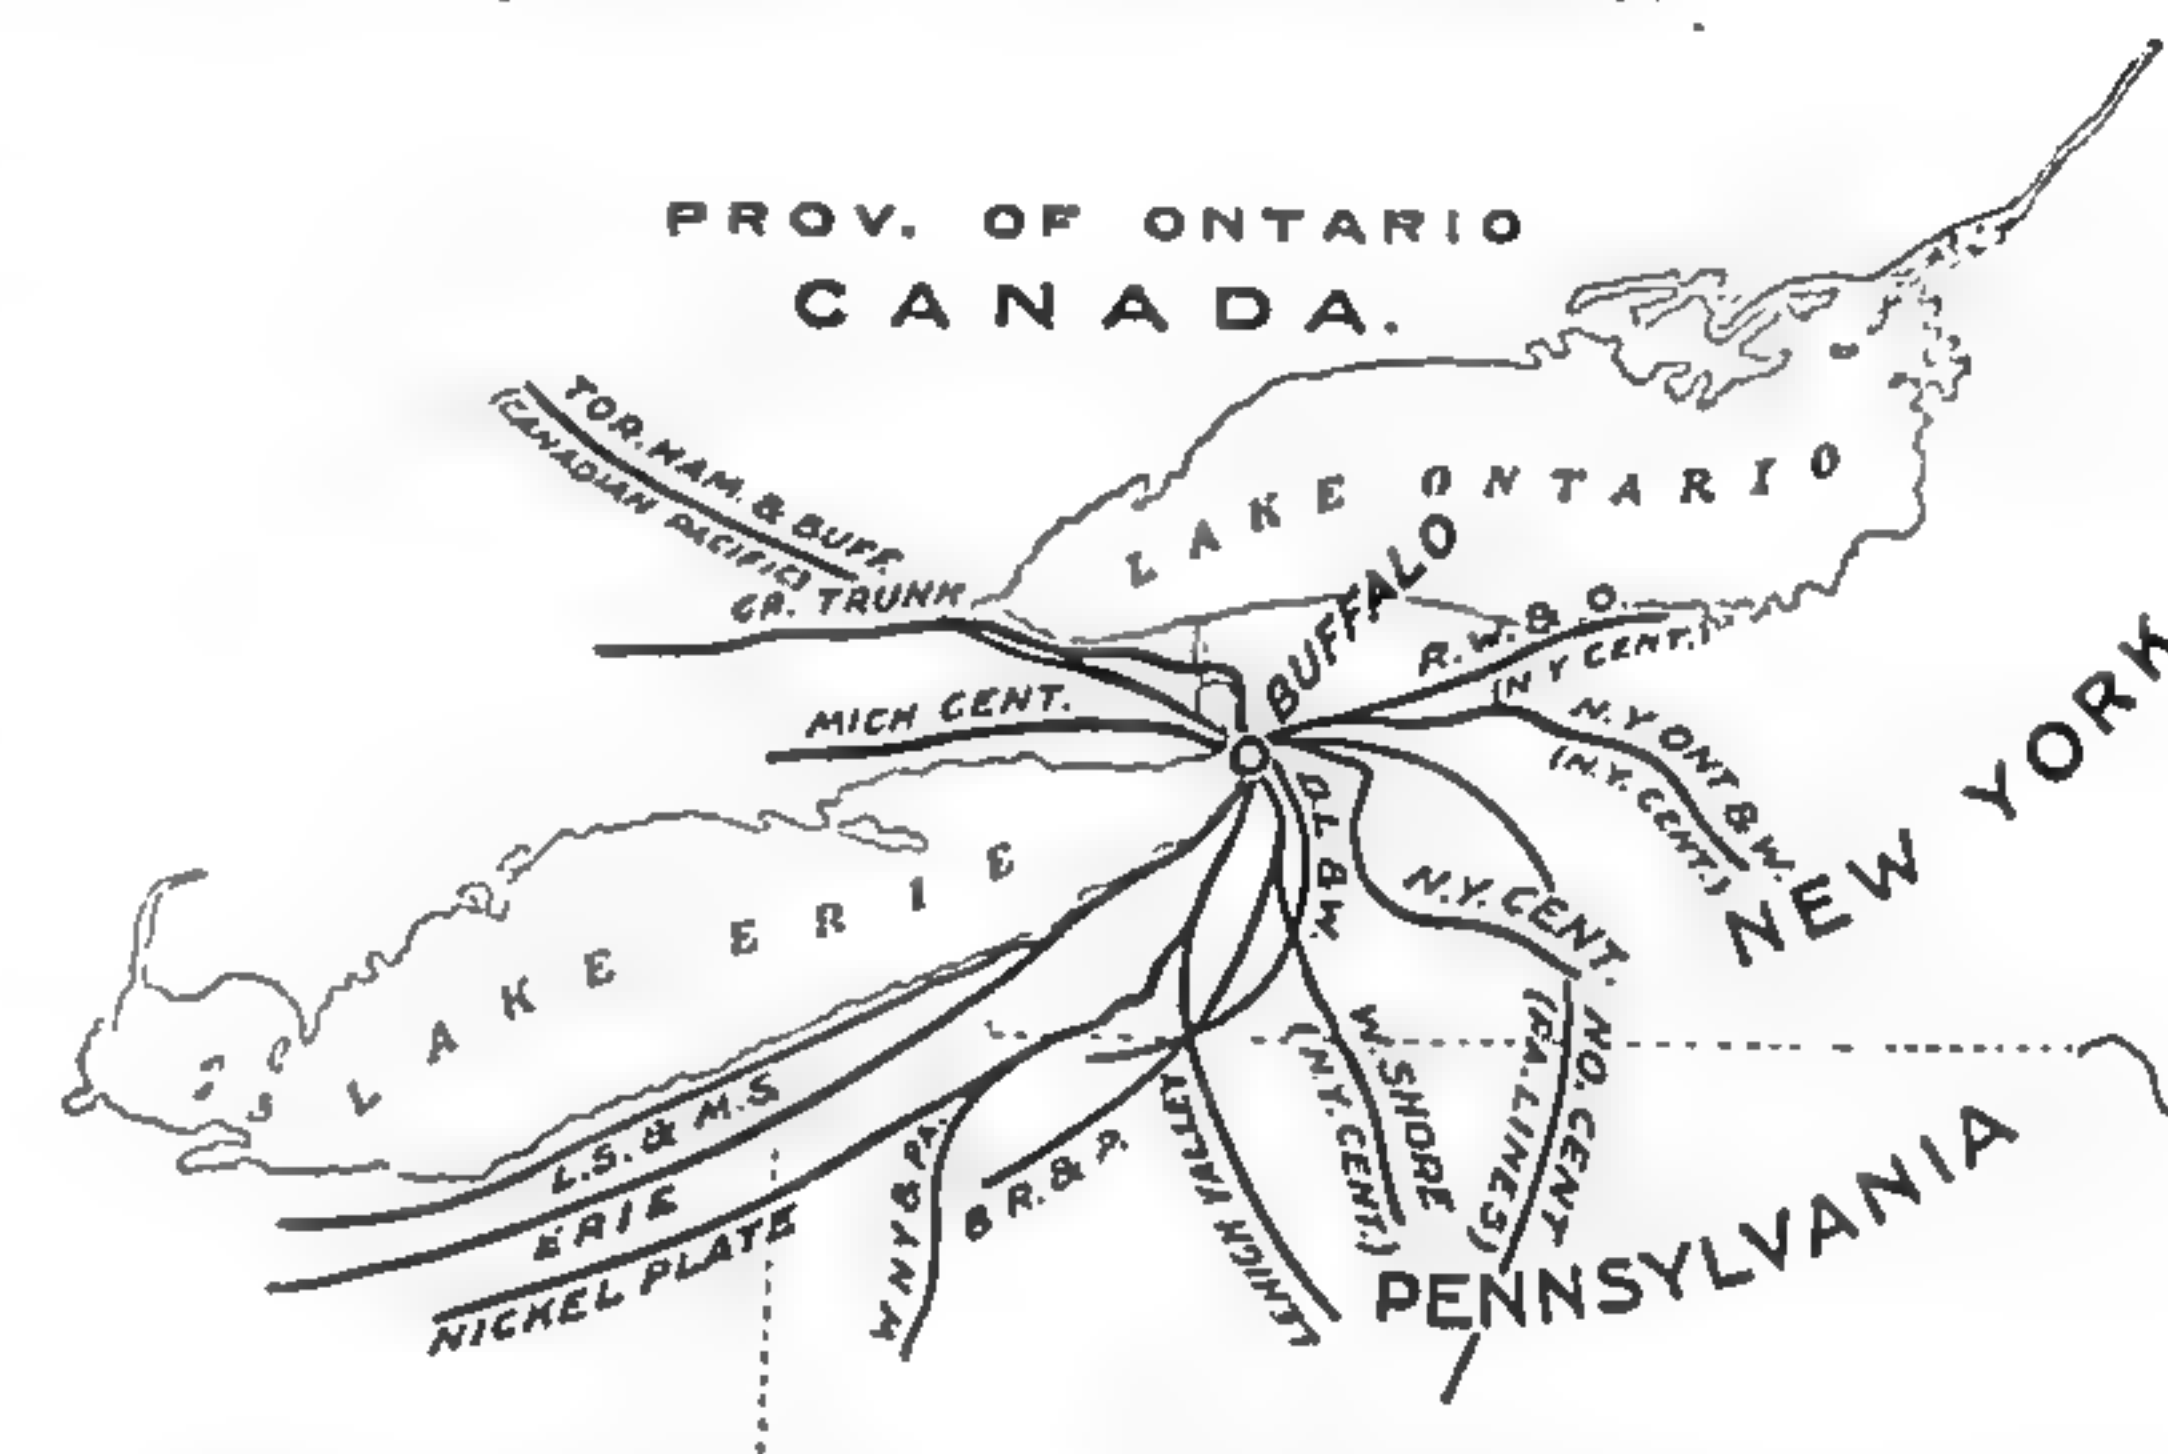 PROV. OF ONTARIO
CANADA.
TOR. HAM. & BUFF.
(CANADIAN PACIFIC)
GR. TRUNK
LAKE ONTARIO
BUFFALO
R.W. & O.
(N Y CENT.)
MICH CENT.
N.Y ONT & W.
(N.Y. CENT.)
NEW YORK
D L & W.
N.Y. CENT.
LAKE ERIE
L.S. & M.S
ERIE
NICKEL PLATE
W N Y & PA.
B R. & P.
LEHIGH VALLEY
W. SHORE
(N.Y. CENT.)
NO. CENT
(PA. LINES)
PENNSYLVANIA